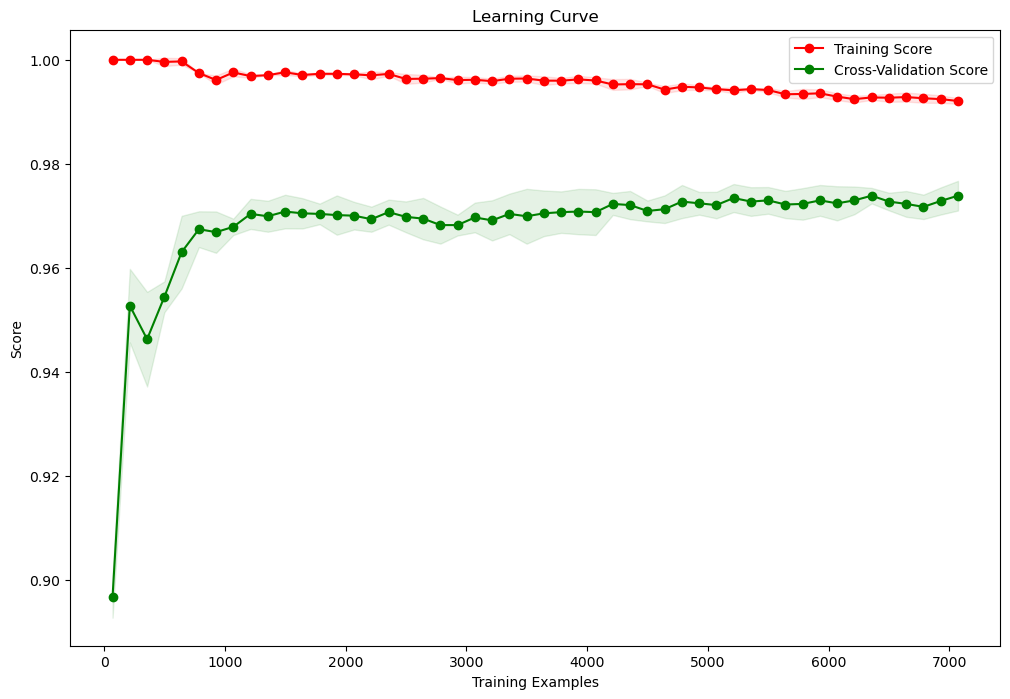 Learning Curve
Training Score
Cross-Validation Score
1.00
0.98
0.96
0.94
0.92
0.90
Score
0 1000 2000 3000 4000 5000 6000 7000
Training Examples